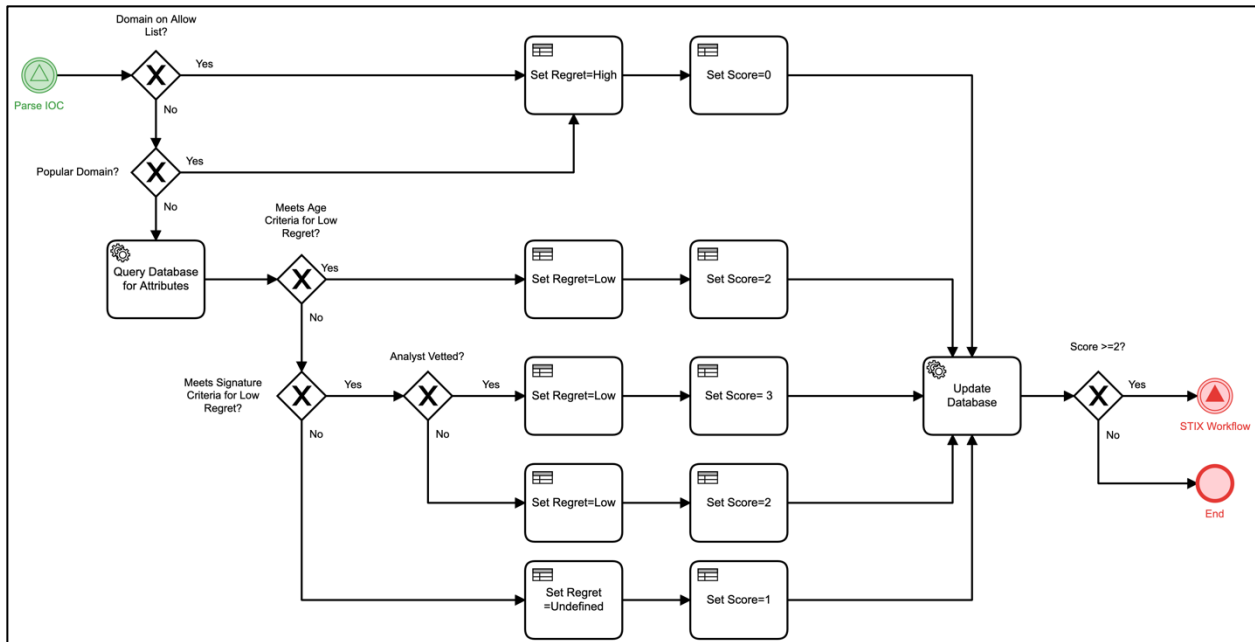 Domain on Allow
List?
Yes
Set Regret=High
Set Score=0
Parse IOC
No
Popular Domain?
Yes
No
Meets Age
Criteria for Low
Regret?
Query Database
for Attributes
Yes
Set Regret=Low
Set Score=2
No
Analyst Vetted?
Score >=2?
Meets Signature
Criteria for Low
Regret?
Yes
Yes
Set Regret=Low
Set Score= 3
Update
Database
Yes
STIX Workflow
No
No
No
Set Regret=Low
Set Score=2
End
Set Regret
=Undefined
Set Score=1